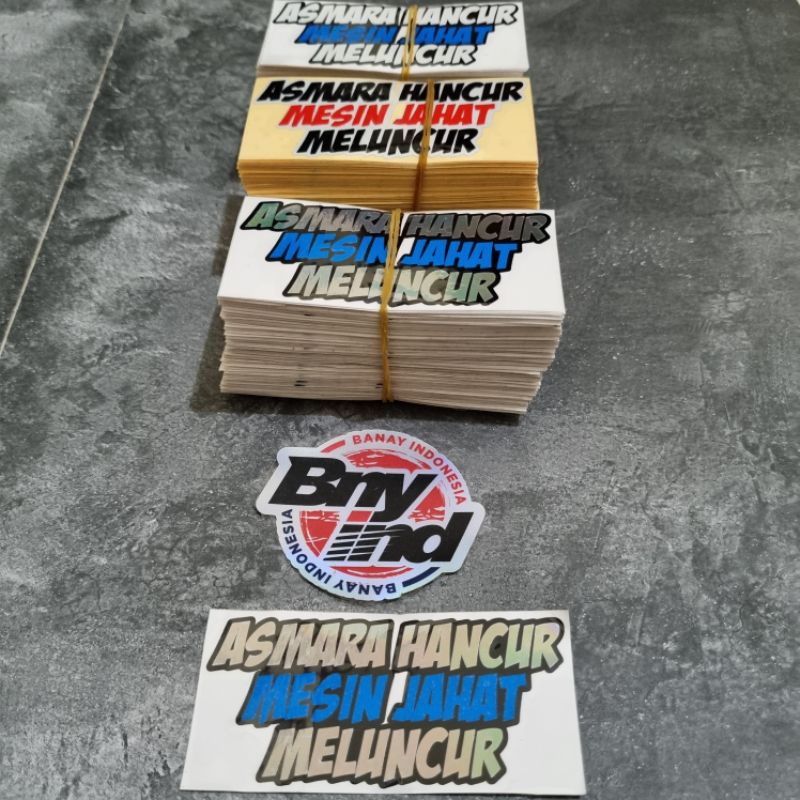 ASMARA HANCUR
MESIN JAHAT
MELUNCUR
ASMARA HANCUR
MESIN JAHAT
MELUNCUR
ASMARA HANCUR
MESIN JAHAT
MELUNCUR
BANAY INDONESIA
Bny
ind
BANAY INDONESIA
ASMARA HANCUR
MESIN JAHAT
MELUNCUR